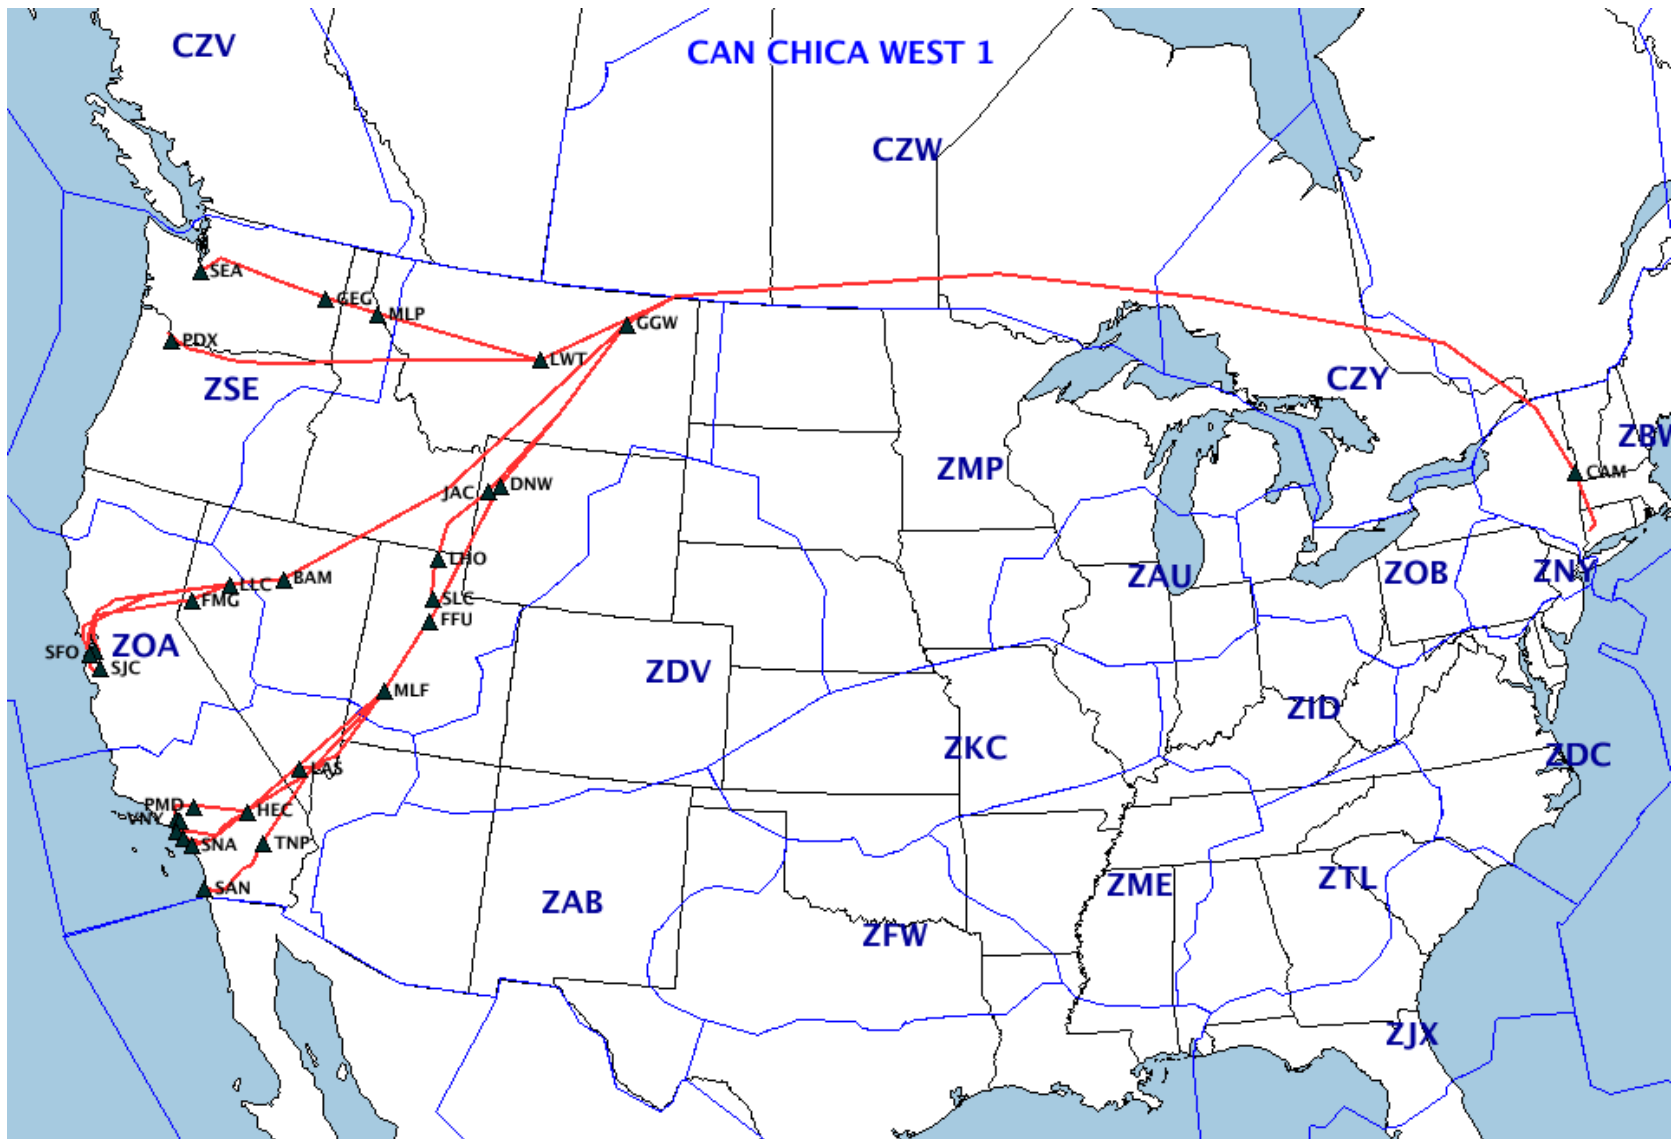 CZV
CAN CHICA WEST 1
CZW
SEA
GEG
MLP
GGW
PDX
LWT
ZSE
CZY
ZBW
ZMP
CAM
JAC
DNW
LHO
BAM
LLC
FMG
SLC
FFU
ZAU
ZOB
ZNY
SFO
ZOA
SJC
ZDV
MLF
ZID
ZKC
ZDC
LAS
PMD
HEC
VNY
SNA
TNP
SAN
ZAB
ZME
ZTL
ZFW
ZJX